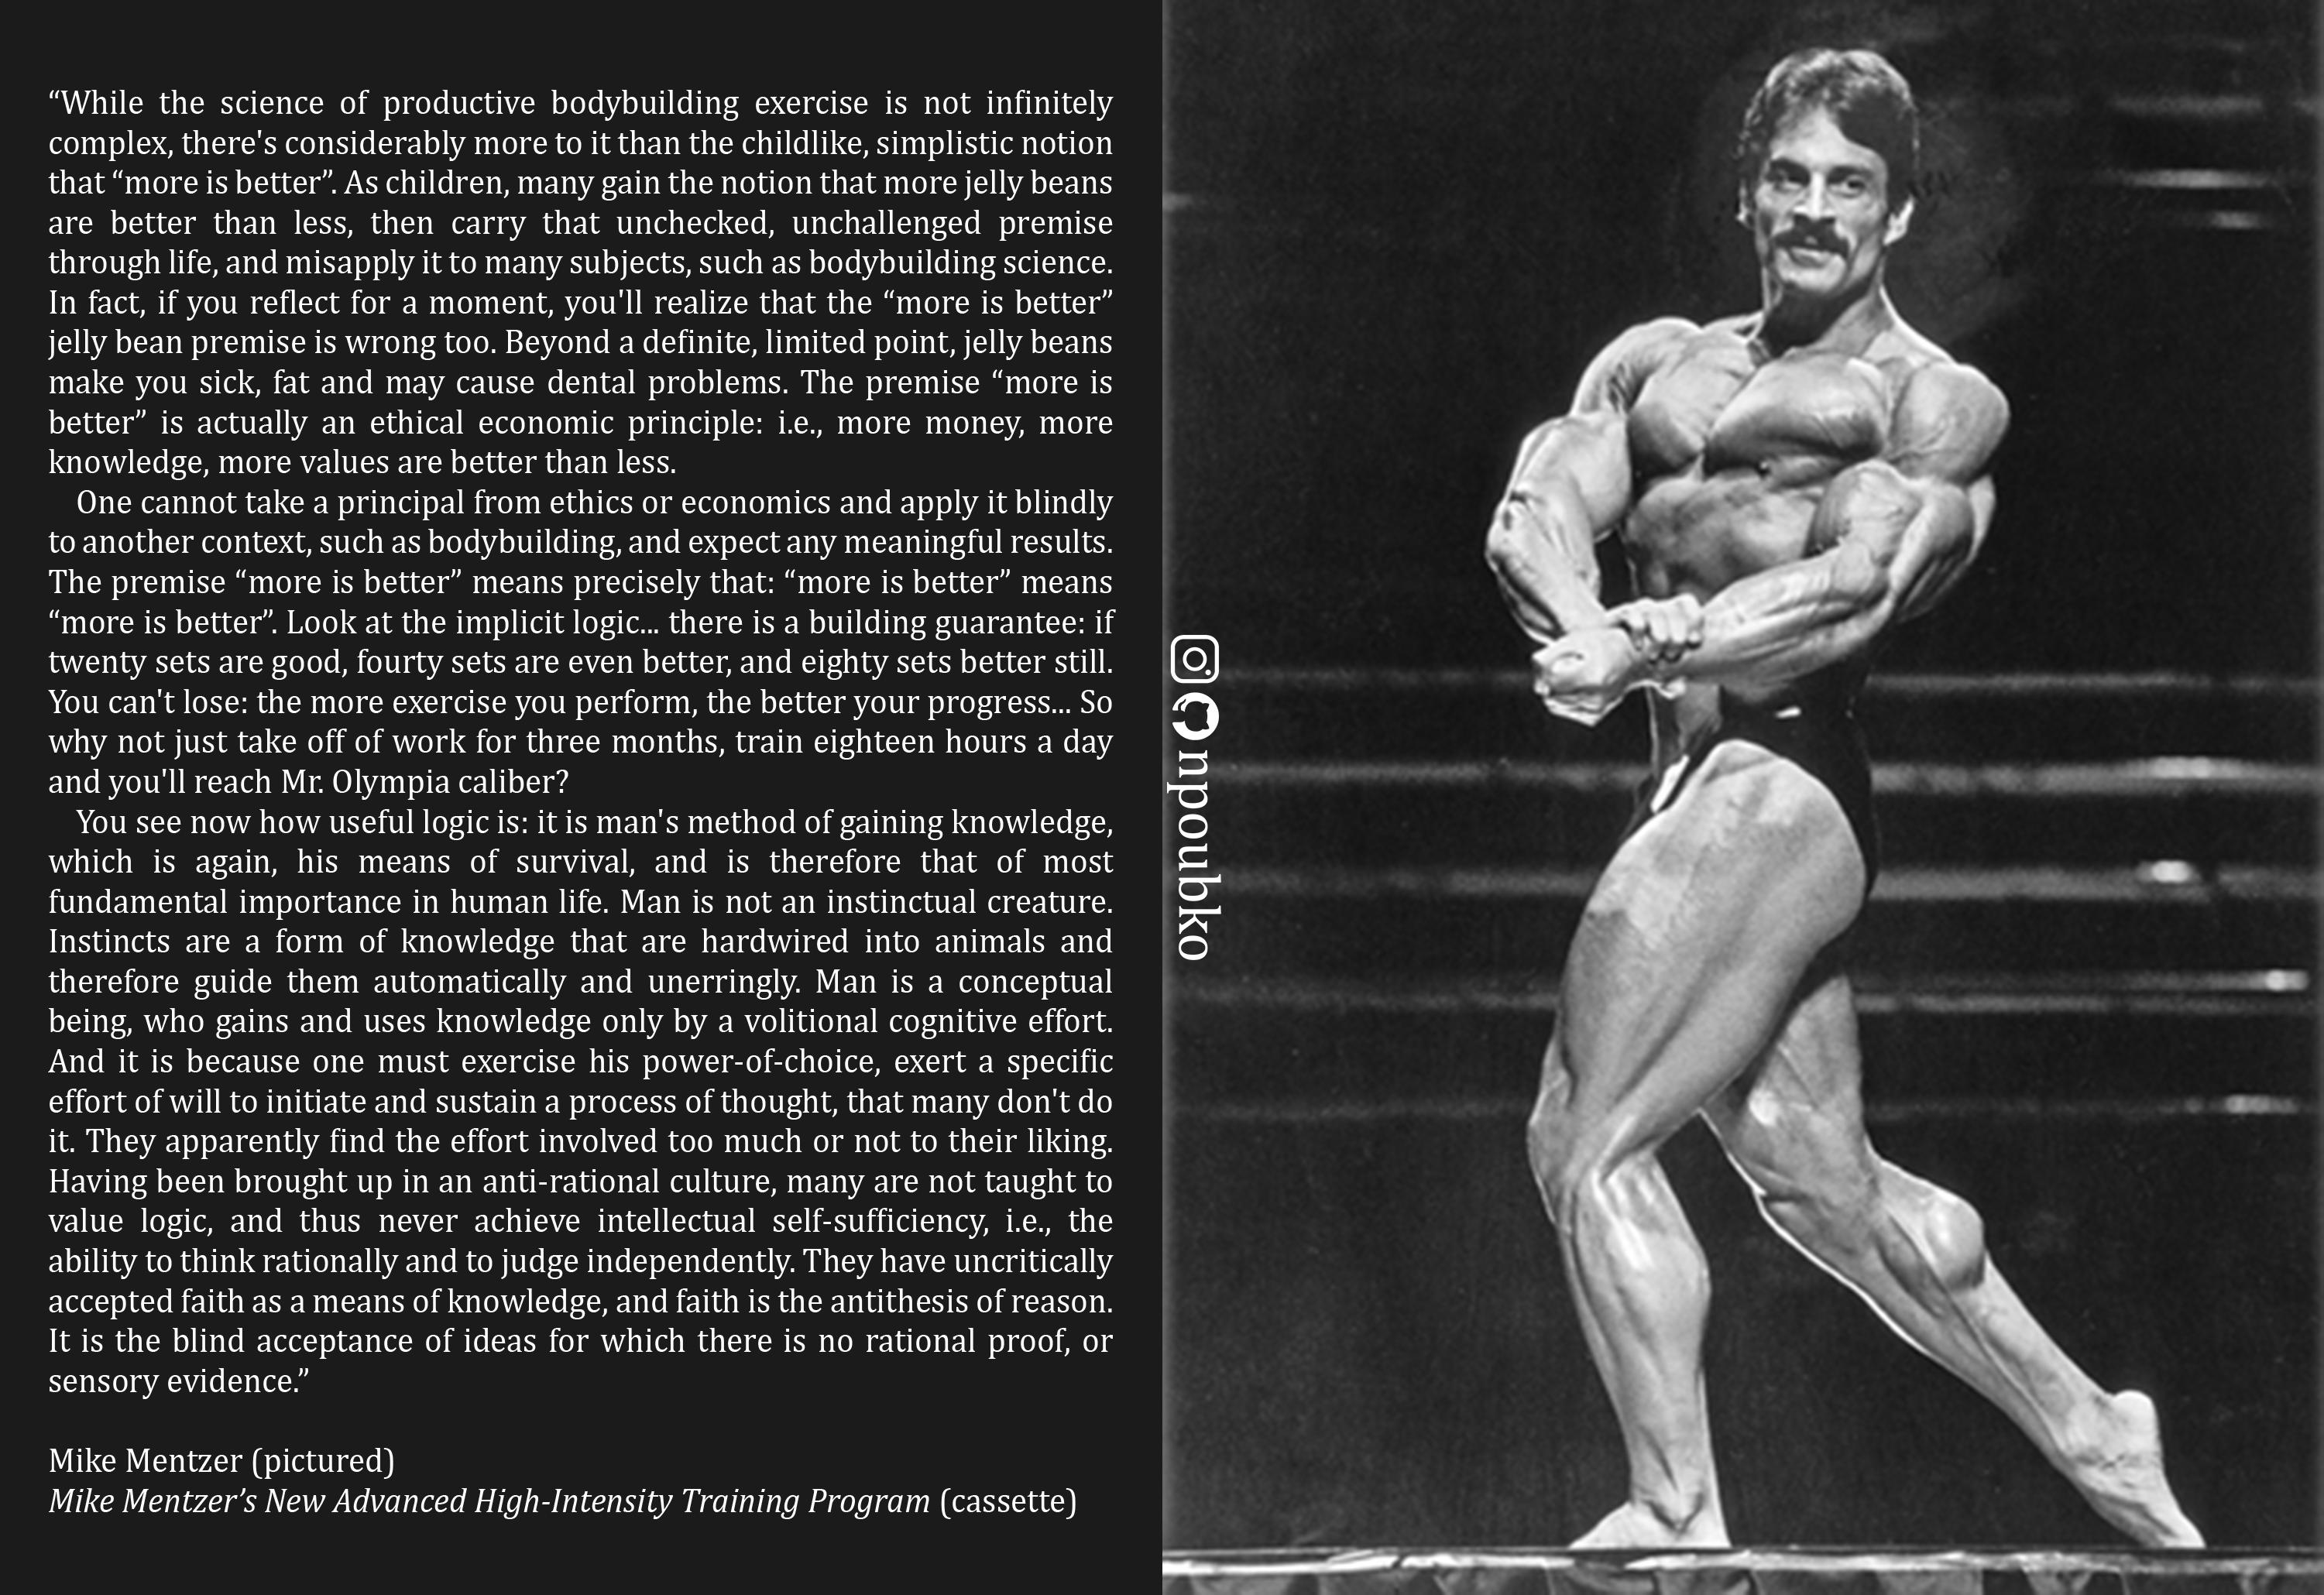 “While the science of productive bodybuilding exercise is not infinitely
complex, there's considerably more to it than the childlike, simplistic notion
that “more is better”. As children, many gain the notion that more jelly beans
are better than less, then carry that unchecked, unchallenged premise
through life, and misapply it to many subjects, such as bodybuilding science.
In fact, if you reflect for a moment, you'll realize that the “more is better”
jelly bean premise is wrong too. Beyond a definite, limited point, jelly beans
make you sick, fat and may cause dental problems. The premise “more is
better” is actually an ethical economic principle: i.e., more money, more
knowledge, more values are better than less.
One cannot take a principal from ethics or economics and apply it blindly
to another context, such as bodybuilding, and expect any meaningful results.
The premise “more is better” means precisely that: “more is better” means
“more is better”. Look at the implicit logic... there is a building guarantee: if
twenty sets are good, fourty sets are even better, and eighty sets better still.
You can't lose: the more exercise you perform, the better your progress... So
why not just take off of work for three months, train eighteen hours a day
and you'll reach Mr. Olympia caliber?
You see now how useful logic is: it is man's method of gaining knowledge,
which is again, his means of survival, and is therefore that of most
fundamental importance in human life. Man is not an instinctual creature.
Instincts are a form of knowledge that are hardwired into animals and
therefore guide them automatically and unerringly. Man is a conceptual
being, who gains and uses knowledge only by a volitional cognitive effort.
And it is because one must exercise his power-of-choice, exert a specific
effort of will to initiate and sustain a process of thought, that many don't do
it. They apparently find the effort involved too much or not to their liking.
Having been brought up in an anti-rational culture, many are not taught to
value logic, and thus never achieve intellectual self-sufficiency, i.e., the
ability to think rationally and to judge independently. They have uncritically
accepted faith as a means of knowledge, and faith is the antithesis of reason.
It is the blind acceptance of ideas for which there is no rational proof, or
sensory evidence.”
Mike Mentzer (pictured)
Mike Mentzer’s New Advanced High-Intensity Training Program (cassette)
npoubko